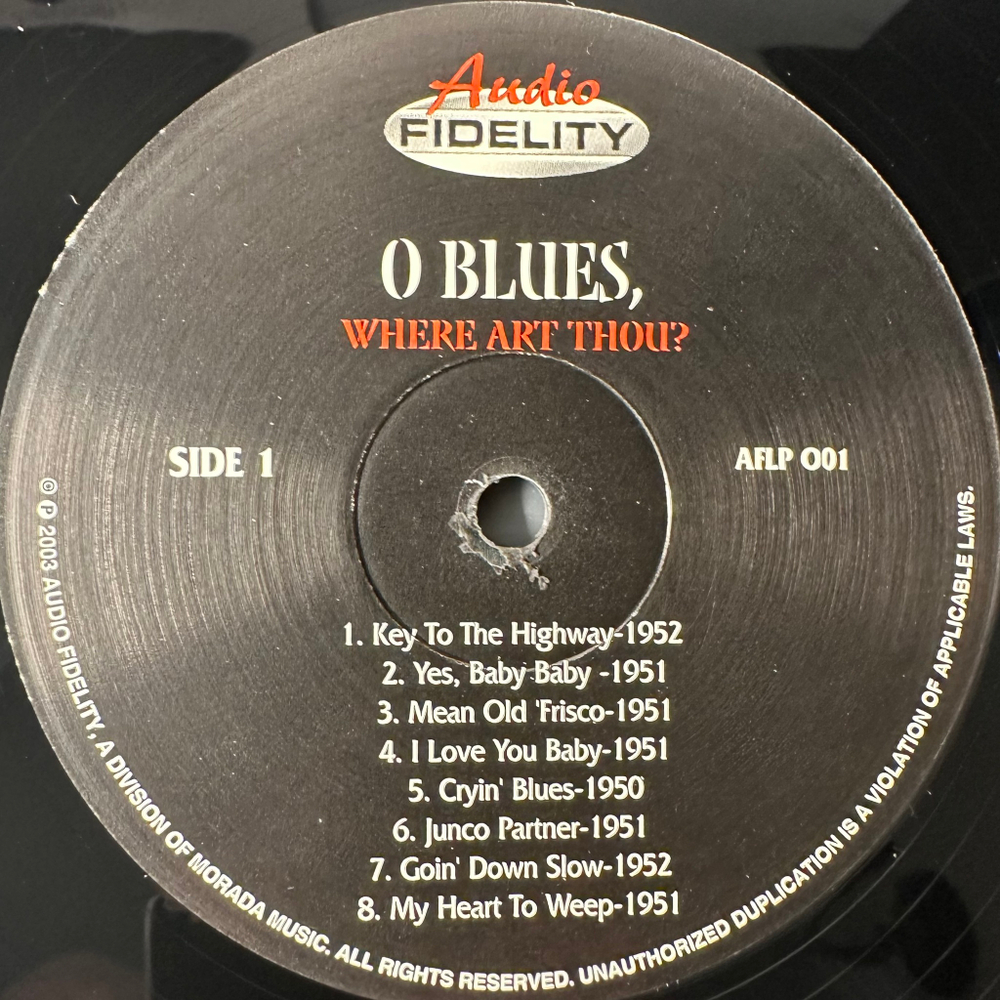 Audio
FIDELITY
O BLUES,
WHERE ART THOU?
SIDE 1
AFLP 001
1. Key To The Highway-1952
2. Yes, Baby Baby -1951
3. Mean Old 'Frisco-1951
4. I Love You Baby-1951
5. Cryin' Blues-1950
6. Junco Partner-1951
7. Goin' Down Slow-1952
8. My Heart To Weep-1951
© ℗ 2003 AUDIO FIDELITY, A DIVISION OF MORADA MUSIC. ALL RIGHTS RESERVED. UNAUTHORIZED DUPLICATION IS A VIOLATION OF APPLICABLE LAWS.